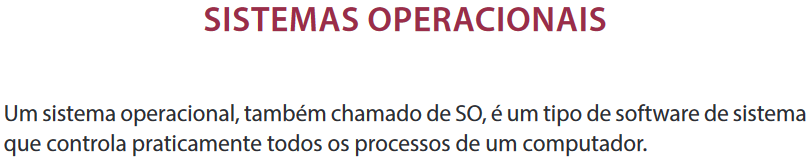 SISTEMAS OPERACIONAIS
Um sistema operacional, também chamado de SO, é um tipo de software de sistema
que controla praticamente todos os processos de um computador.